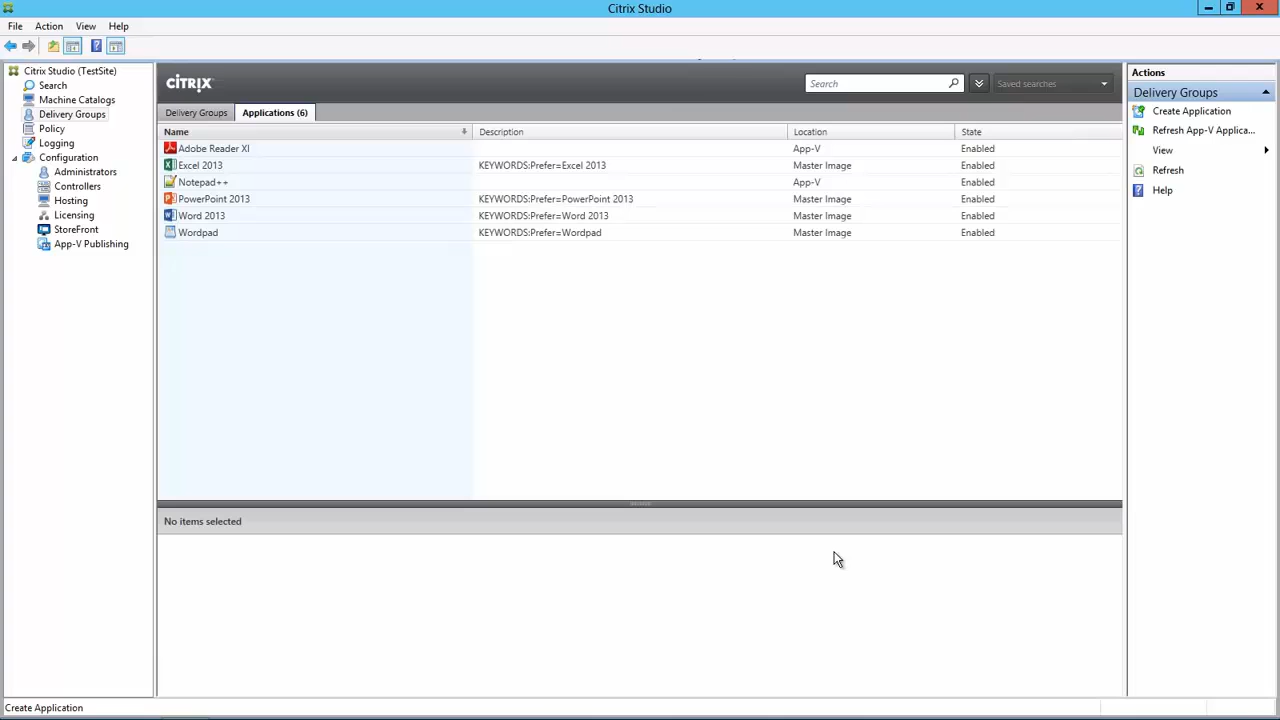 Citrix Studio
File Action View Help
Citrix Studio (TestSite)
Search
Machine Catalogs
Delivery Groups
Policy
Logging
Configuration
Administrators
Controllers
Hosting
Licensing
StoreFront
App-V Publishing
CITRIX
Search
Saved searches
Delivery Groups Applications (6)
Name Description Location State
Adobe Reader XI App-V Enabled
Excel 2013 KEYWORDS:Prefer=Excel 2013 Master Image Enabled
Notepad++ App-V Enabled
PowerPoint 2013 KEYWORDS:Prefer=PowerPoint 2013 Master Image Enabled
Word 2013 KEYWORDS:Prefer=Word 2013 Master Image Enabled
Wordpad KEYWORDS:Prefer=Wordpad Master Image Enabled
No items selected
Actions
Delivery Groups
Create Application
Refresh App-V Applica...
View
Refresh
Help
Create Application